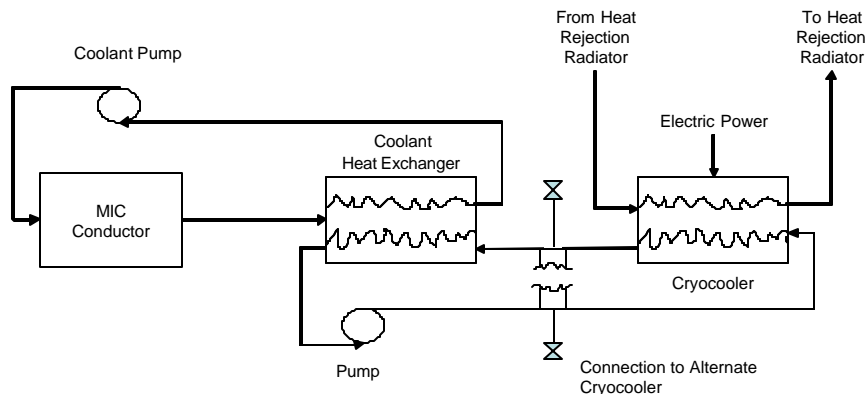 From Heat
Rejection
Radiator
To Heat
Rejection
Radiator
Coolant Pump
Electric Power
Coolant
Heat Exchanger
MIC
Conductor
Cryocooler
Pump
Connection to Alternate
Cryocooler